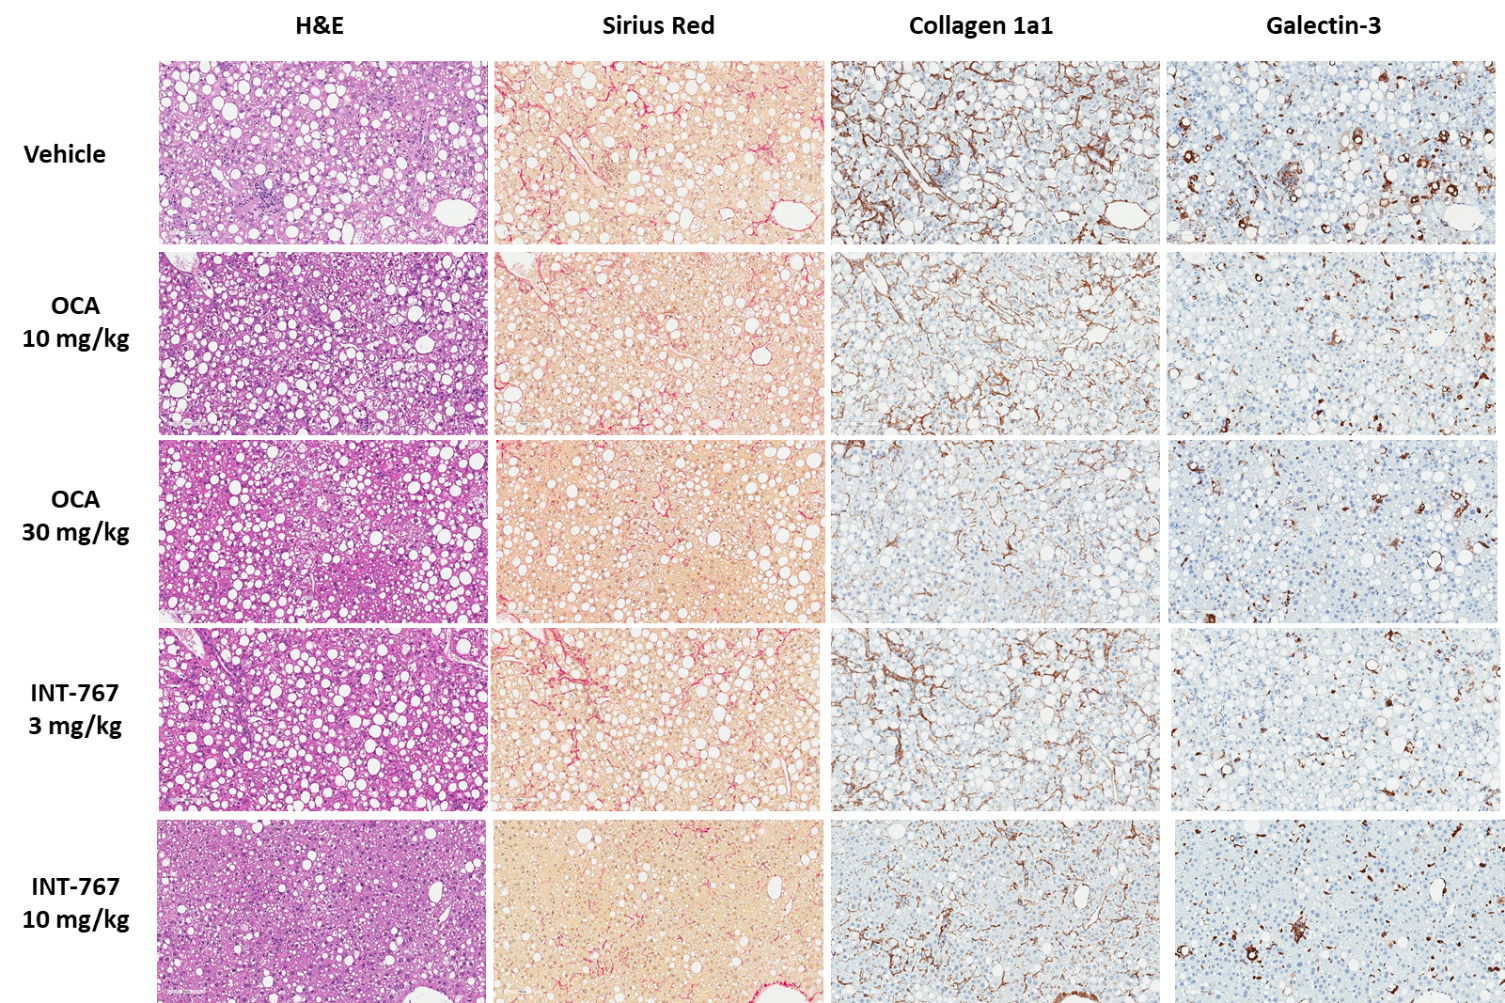 H&E Sirius Red Collagen 1a1 Galectin-3
Vehicle
OCA
10 mg/kg
OCA
30 mg/kg
INT-767
3 mg/kg
INT-767
10 mg/kg